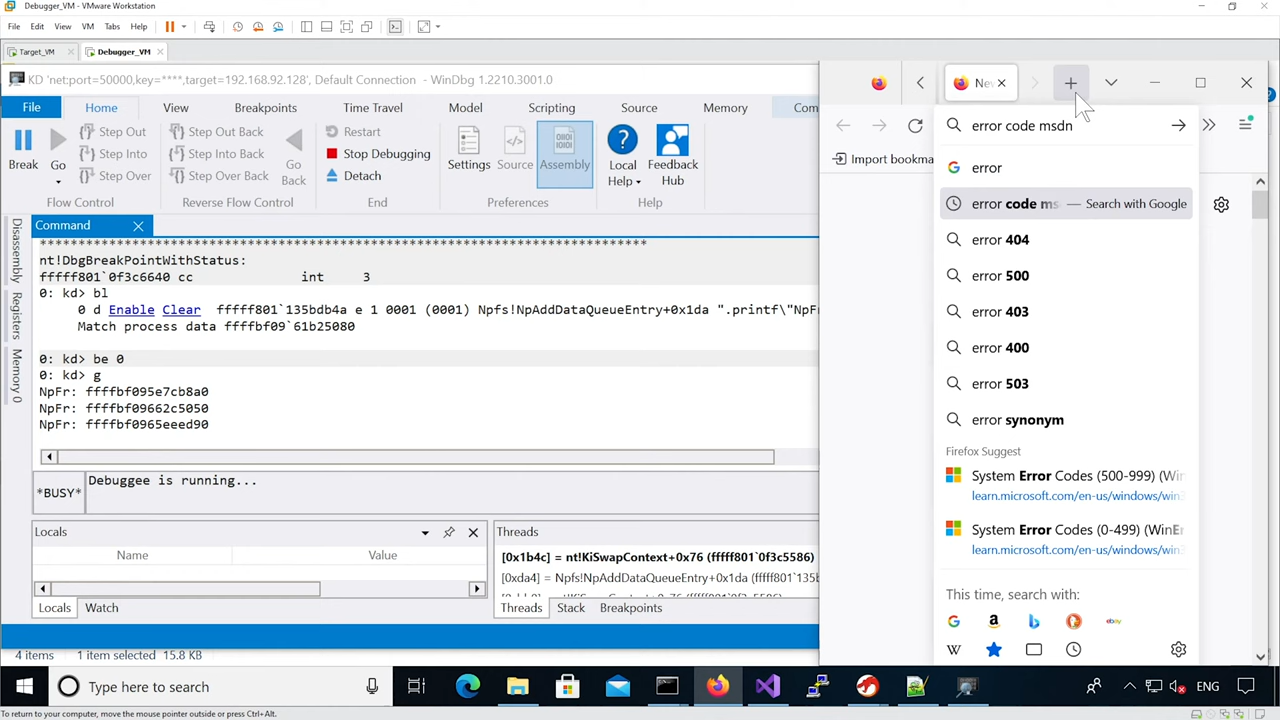 Debugger_VM - VMware Workstation
File Edit View VM Tabs Help
Target_VM Debugger_VM
KD 'net:port=50000,key=****,target=192.168.92.128', Default Connection - WinDbg 1.2210.3001.0
File Home View Breakpoints Time Travel Model Scripting Source Memory Com
Break
Go
Step Out
Step Into
Step Over
Step Out Back
Step Into Back
Step Over Back
Go
Back
Restart
Stop Debugging
Detach
Settings
Source
Assembly
Local
Help
Feedback
Hub
Flow Control Reverse Flow Control End Preferences Help
Disassembly
Registers
Memory 0
Command
********************************************************************************
nt!DbgBreakPointWithStatus:
fffff801`0f3c6640 cc int 3
0: kd> bl
0 d Enable Clear fffff801`135bdb4a e 1 0001 (0001) Npfs!NpAddDataQueueEntry+0x1da ".printf\"NpFr
Match process data ffffbf09`61b25080
0: kd> be 0
0: kd> g
NpFr: ffffbf095e7cb8a0
NpFr: ffffbf09662c5050
NpFr: ffffbf0965eeed90
*BUSY* Debuggee is running...
Locals
Name Value
Locals Watch
Threads
[0x1b4c] = nt!KiSwapContext+0x76 (fffff801`0f3c5586)
[0xda4] = Npfs!NpAddDataQueueEntry+0x1da (fffff801`135b
Threads Stack Breakpoints
4 items 1 item selected 15.8 KB
Nev
error code msdn
Import bookma
error
error code ms — Search with Google
error 404
error 500
error 403
error 400
error 503
error synonym
Firefox Suggest
System Error Codes (500-999) (Wir
learn.microsoft.com/en-us/windows/win
System Error Codes (0-499) (WinEr
learn.microsoft.com/en-us/windows/win
This time, search with:
ebay
W
Type here to search
ENG
To return to your computer, move the mouse pointer outside or press Ctrl+Alt.